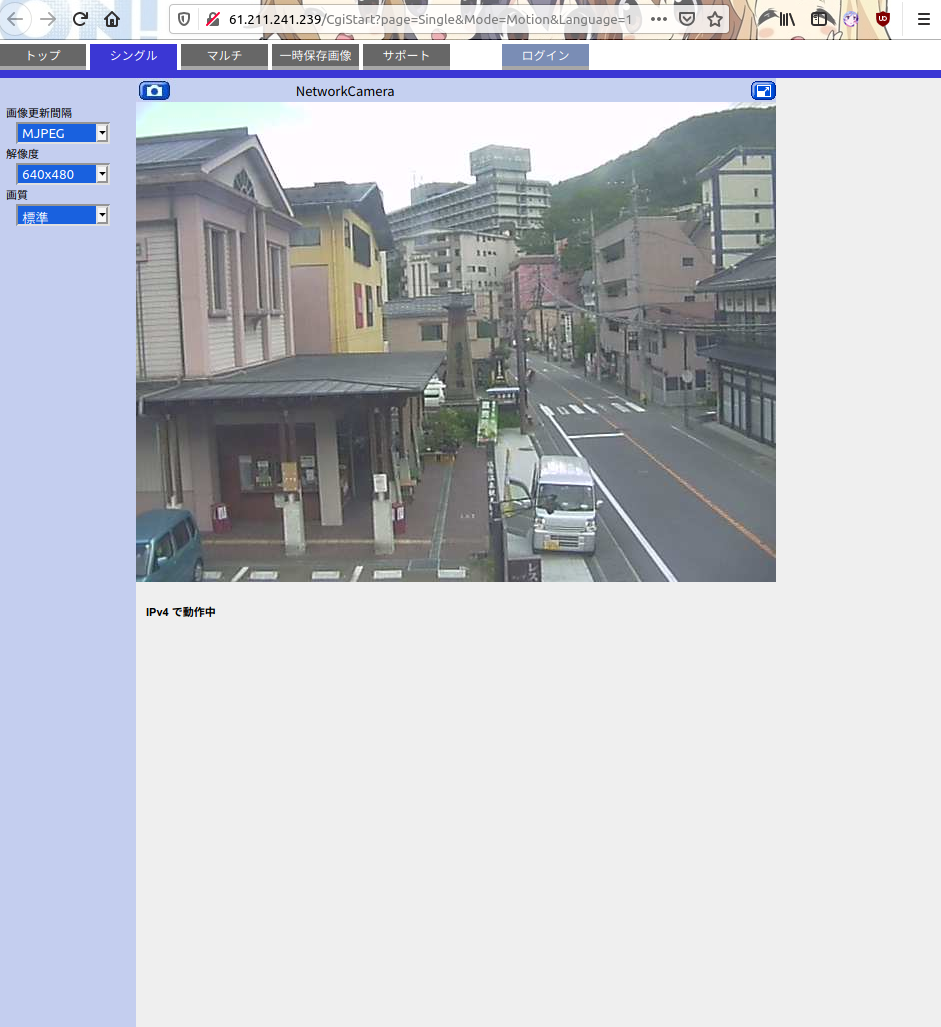 61.211.241.239/CgiStart?page=Single&Mode=Motion&Language=1
トップ
シングル
マルチ
一時保存画像
サポート
ログイン
NetworkCamera
画像更新間隔
MJPEG
解像度
640x480
画質
標準
レス
IPv4 で動作中